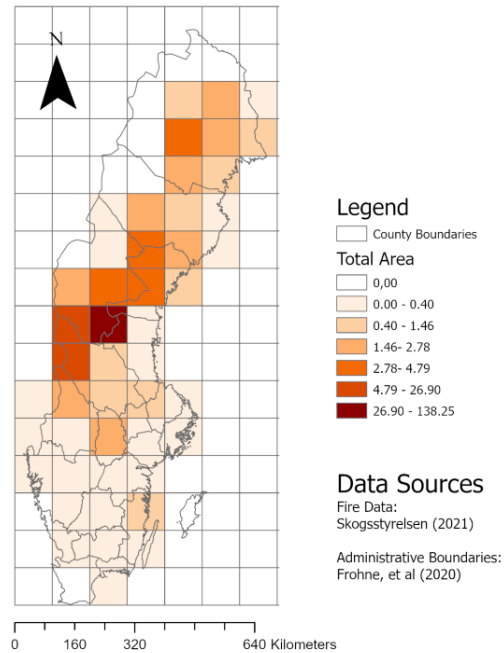 N
Legend
County Boundaries
Total Area
0,00
0.00 - 0.40
0.40 - 1.46
1.46- 2.78
2.78- 4.79
4.79 - 26.90
26.90 - 138.25
Data Sources
Fire Data:
Skogsstyrelsen (2021)
Administrative Boundaries:
Frohne, et al (2020)
0 160 320 640 Kilometers